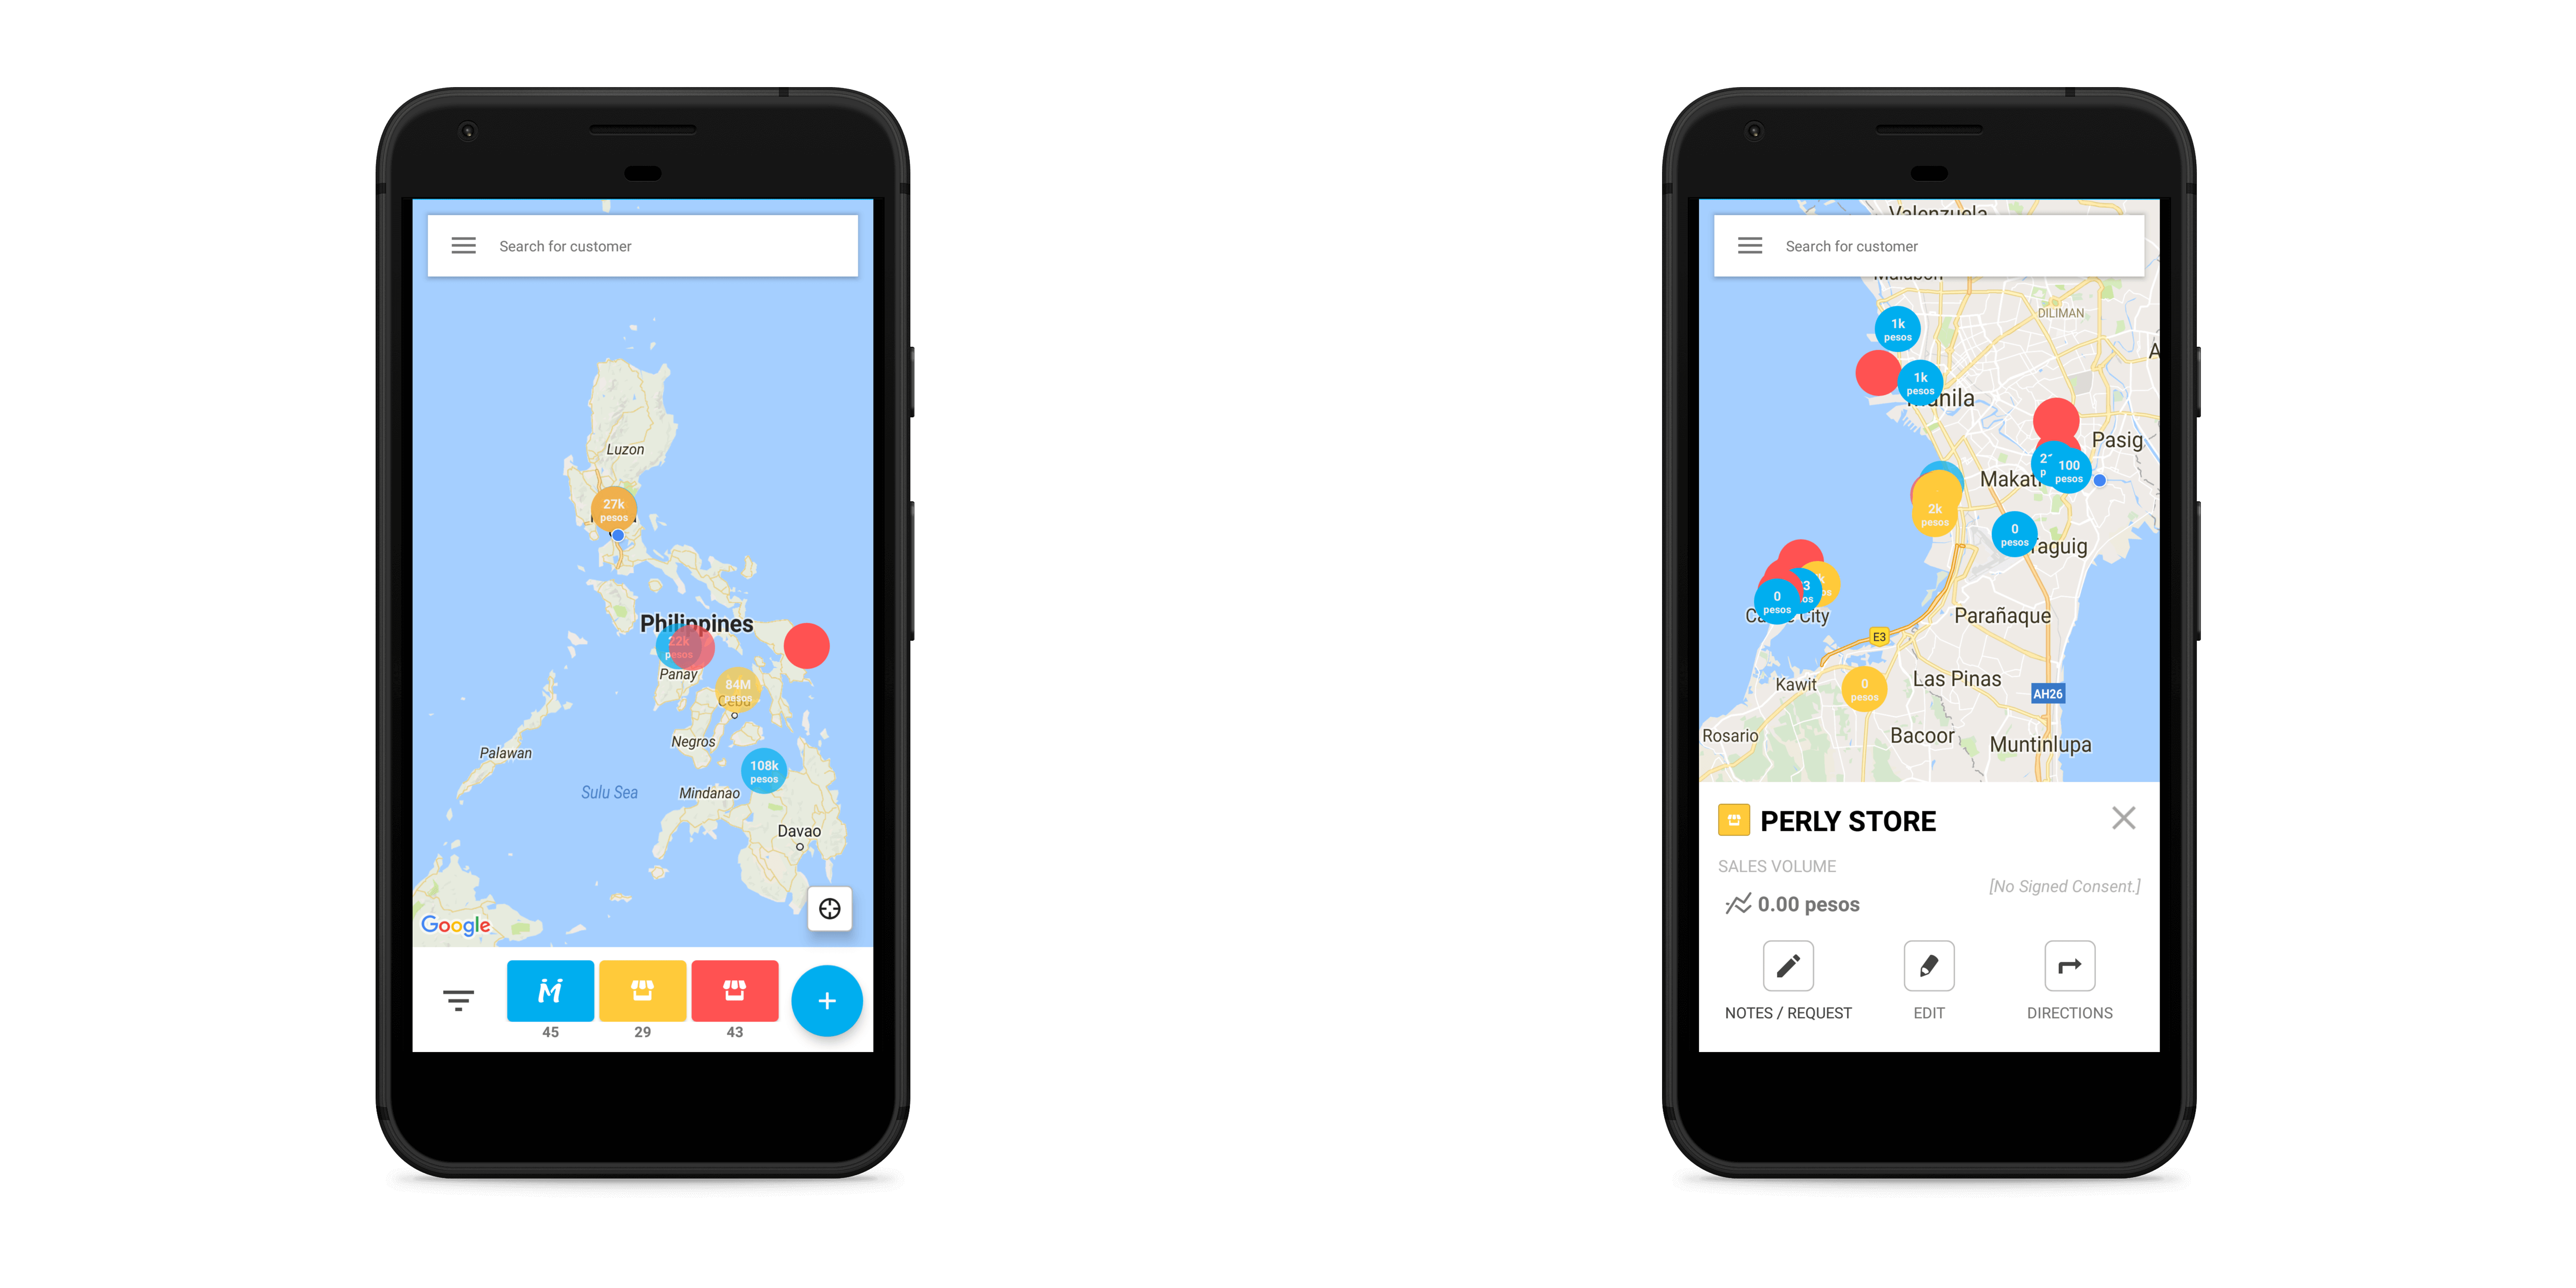 Search for customer
Luzon
27k
pesos
Philippines
22k
pesos
Panay
84M
pesos
Cebu
Negros
108k
pesos
Palawan
Sulu Sea
Mindanao
Davao
Google
45
29
43
+
Valenzuela
Search for customer
Malabon
DILIMAN
1k
pesos
1k
pesos
Manila
Pasig
Makati
100
pesos
2k
pesos
0
pesos
Taguig
0
pesos
City
E3
Parañaque
Kawit
0
pesos
Las Pinas
AH26
Rosario
Bacoor
Muntinlupa
PERLY STORE
SALES VOLUME
[No Signed Consent.]
0.00 pesos
NOTES / REQUEST
EDIT
DIRECTIONS